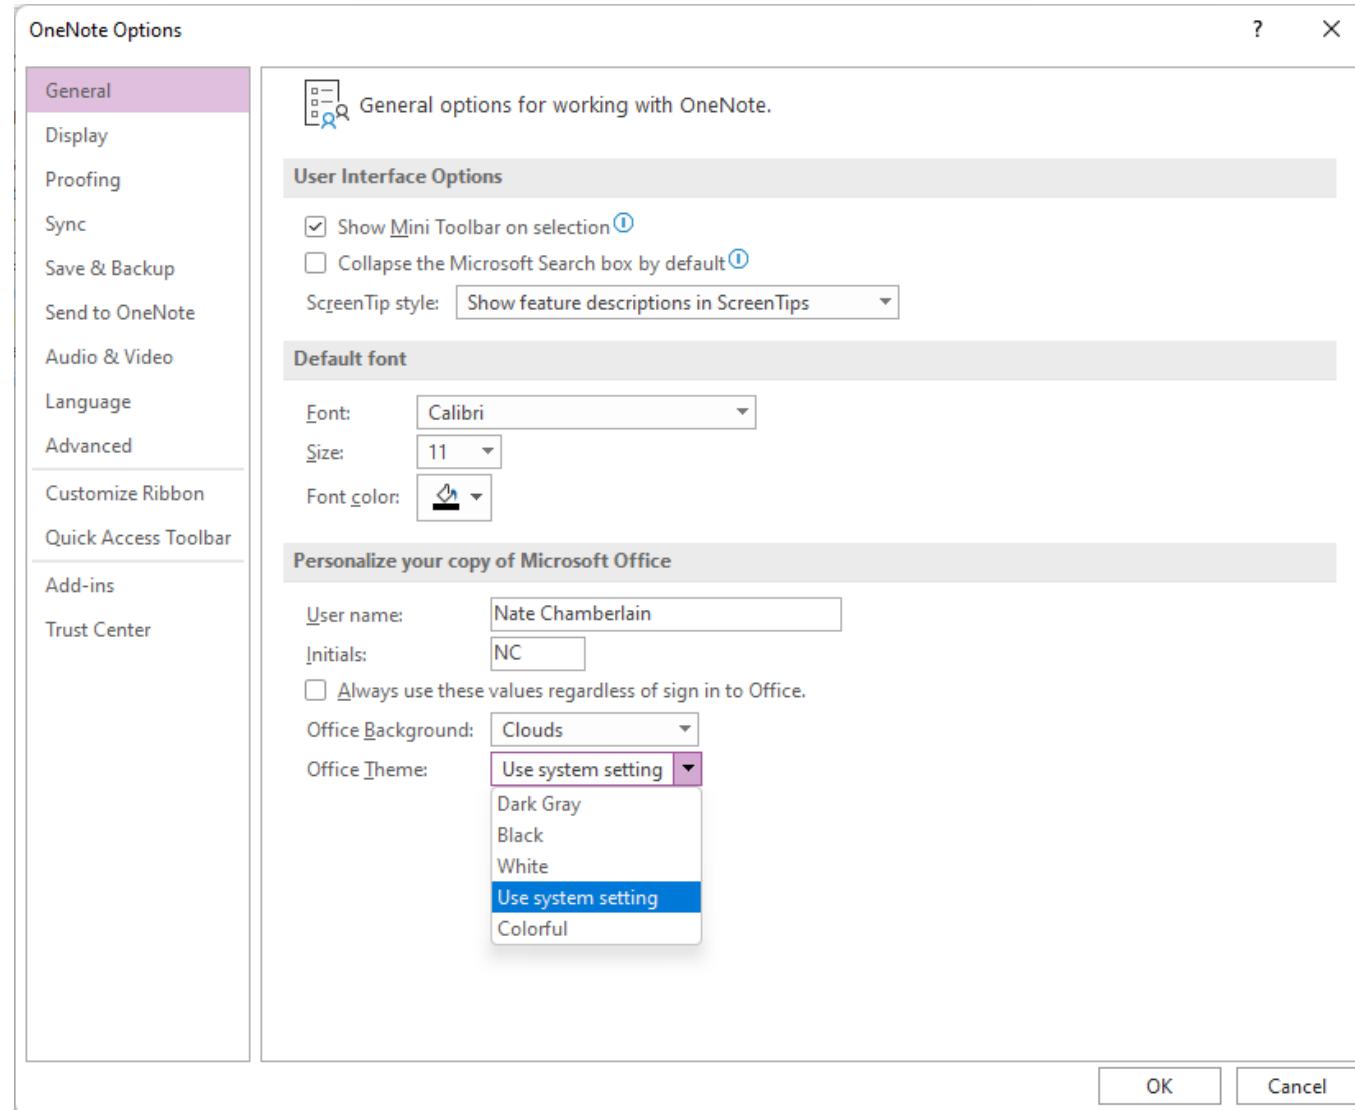 OneNote Options ?
General
Display
Proofing
Sync
Save & Backup
Send to OneNote
Audio & Video
Language
Advanced
Customize Ribbon
Quick Access Toolbar
Add-ins
Trust Center
General options for working with OneNote.
User Interface Options
Show Mini Toolbar on selection
Collapse the Microsoft Search box by default
ScreenTip style: Show feature descriptions in ScreenTips
Default font
Font: Calibri
Size: 11
Font color:
Personalize your copy of Microsoft Office
User name: Nate Chamberlain
Initials: NC
Always use these values regardless of sign in to Office.
Office Background: Clouds
Office Theme: Use system setting
Dark Gray
Black
White
Use system setting
Colorful
OK Cancel